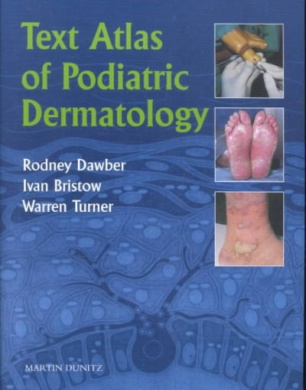 Text Atlas
of Podiatric
Dermatology
Rodney Dawber
Ivan Bristow
Warren Turner
MARTIN DUNITZ